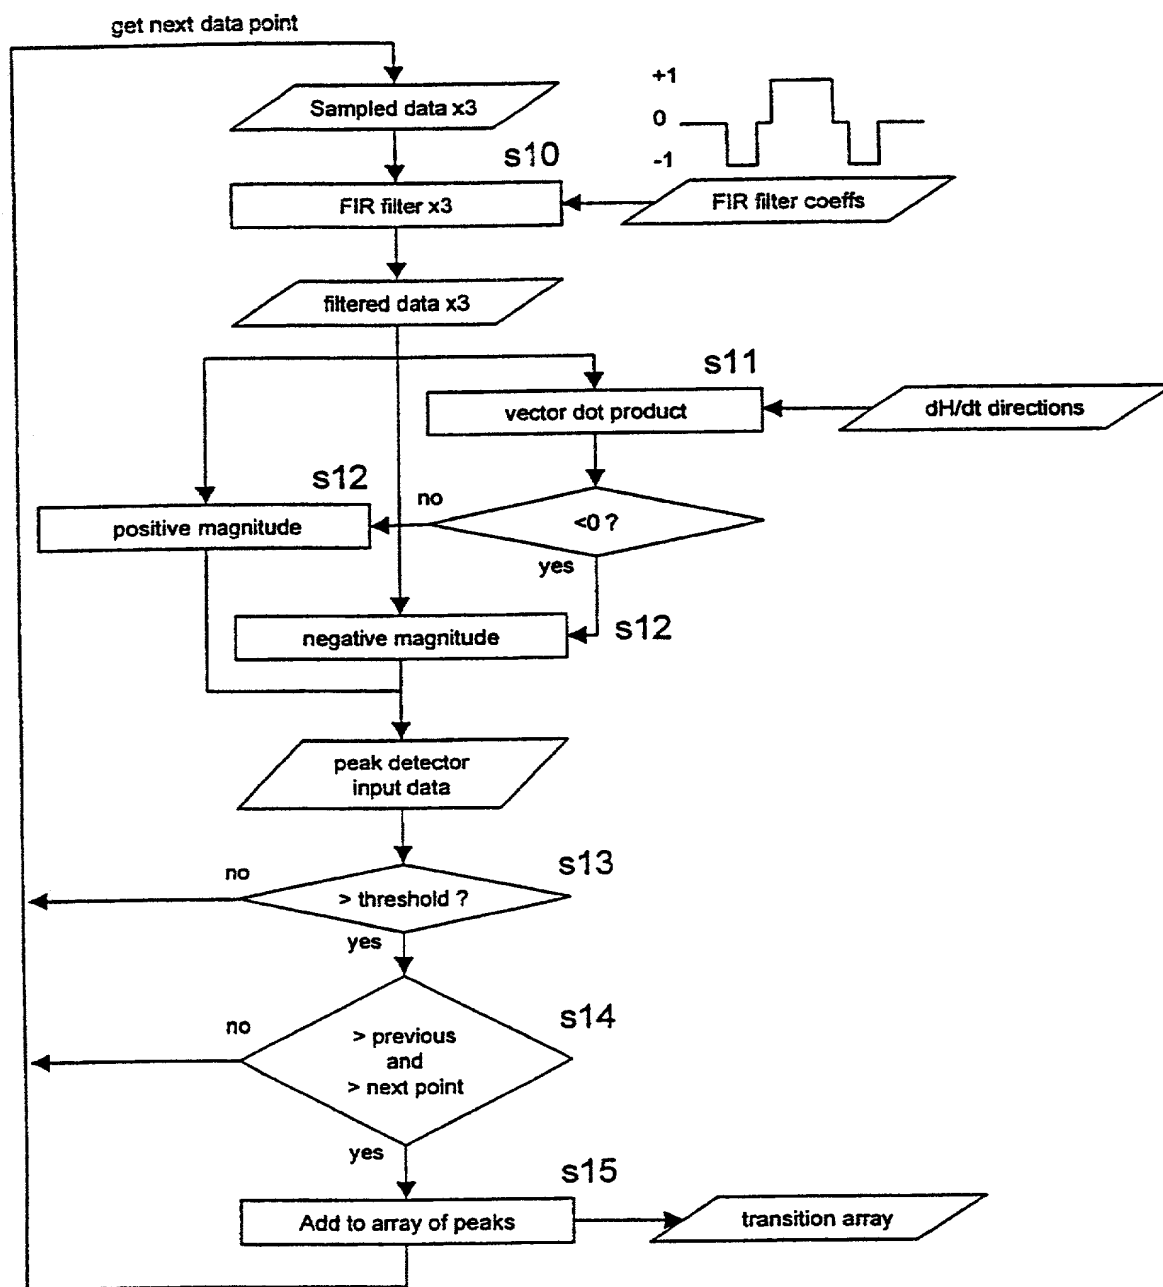 get next data point
Sampled data x3
+1
0
-1
s10
FIR filter x3
FIR filter coeffs
filtered data x3
s11
vector dot product
dH/dt directions
s12
no
positive magnitude
<0 ?
yes
negative magnitude
s12
peak detector
input data
s13
no
> threshold ?
yes
s14
no
> previous
and
> next point
yes
s15
Add to array of peaks
transition array